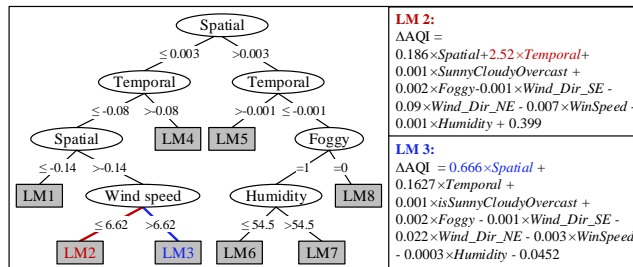 Spatial
≤ 0.003 >0.003
Temporal Temporal
≤ -0.08 >-0.08 >-0.001 ≤ -0.001
Spatial LM4 LM5 Foggy
≤ -0.14 >-0.14 =1 =0
LM1 Wind speed Humidity LM8
≤ 6.62 >6.62 ≤ 54.5 >54.5
LM2 LM3 LM6 LM7
LM 2:
ΔAQI =
0.186×Spatial+2.52×Temporal+
0.001×SunnyCloudyOvercast +
0.002×Foggy-0.001×Wind_Dir_SE -
0.09×Wind_Dir_NE - 0.007×WinSpeed -
0.001×Humidity + 0.399
LM 3:
ΔAQI = 0.666×Spatial +
0.1627×Temporal +
0.001×isSunnyCloudyOvercast +
0.002×Foggy - 0.001×Wind_Dir_SE -
0.022×Wind_Dir_NE - 0.003×WinSpeed
- 0.0003×Humidity - 0.0452